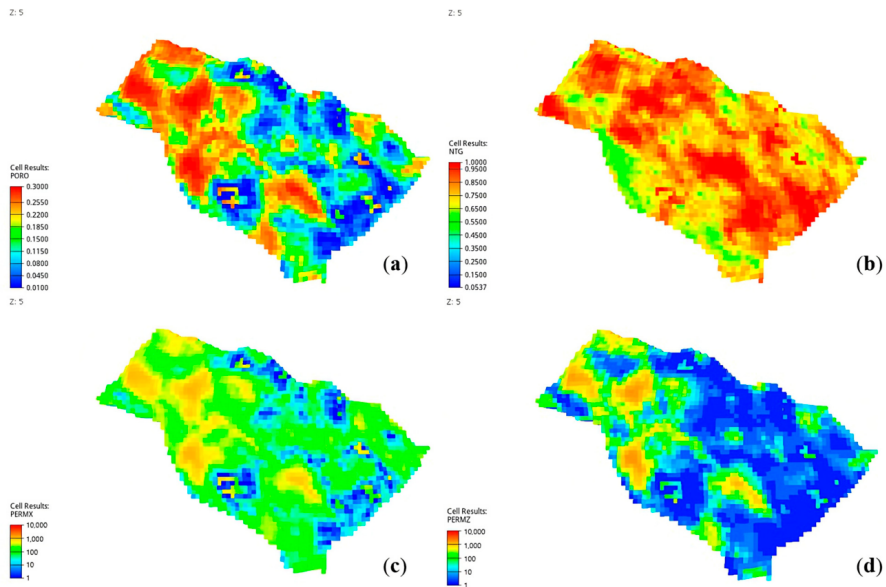 Z: 5
Cell Results:
PORO
0.3000
0.2550
0.2200
0.1850
0.1500
0.1150
0.0800
0.0450
0.0100
(a)
Z: 5
Cell Results:
NTG
1.0000
0.9500
0.8500
0.7500
0.6500
0.5500
0.4500
0.3500
0.2500
0.1500
0.0537
(b)
Z: 5
Cell Results:
PERMX
10,000
1,000
100
10
1
(c)
Z: 5
Cell Results:
PERMZ
10,000
1,000
100
10
1
(d)